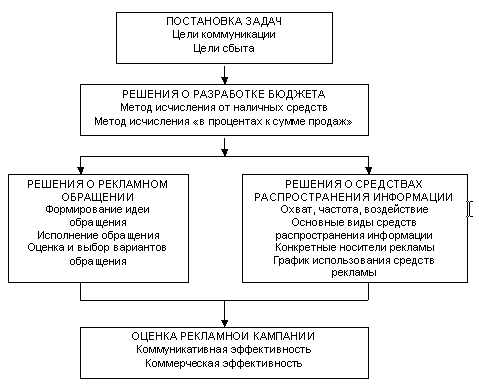 ПОСТАНОВКА ЗАДАЧ
Цели коммуникации
Цели сбыта
РЕШЕНИЯ О РАЗРАБОТКЕ БЮДЖЕТА
Метод исчисления от наличных средств
Метод исчисления «в процентах к сумме продаж»
РЕШЕНИЯ О РЕКЛАМНОМ
ОБРАЩЕНИИ
Формирование идеи
обращения
Исполнение обращения
Оценка и выбор вариантов
обращения
РЕШЕНИЯ О СРЕДСТВАХ
РАСПРОСТРАНЕНИЯ ИНФОРМАЦИИ
Охват, частота, воздействие
Основные виды средств
распространения информации
Конкретные носители рекламы
График использования средств
рекламы
ОЦЕНКА РЕКЛАМНОИ КАМПАНИИ
Коммуникативная эффективность
Коммерческая эффективность